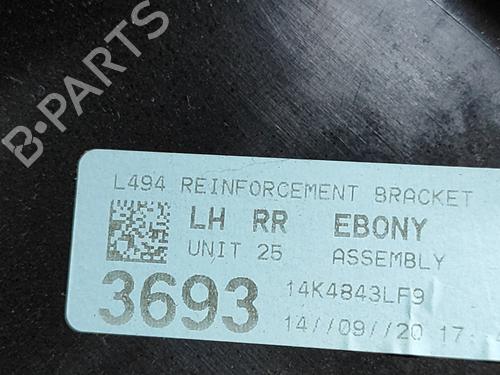 B-PARTS
L494 REINFORCEMENT BRACKET
LH RR EBONY
UNIT 25 ASSEMBLY
3693 14K4843LF9
14//09//20 17: